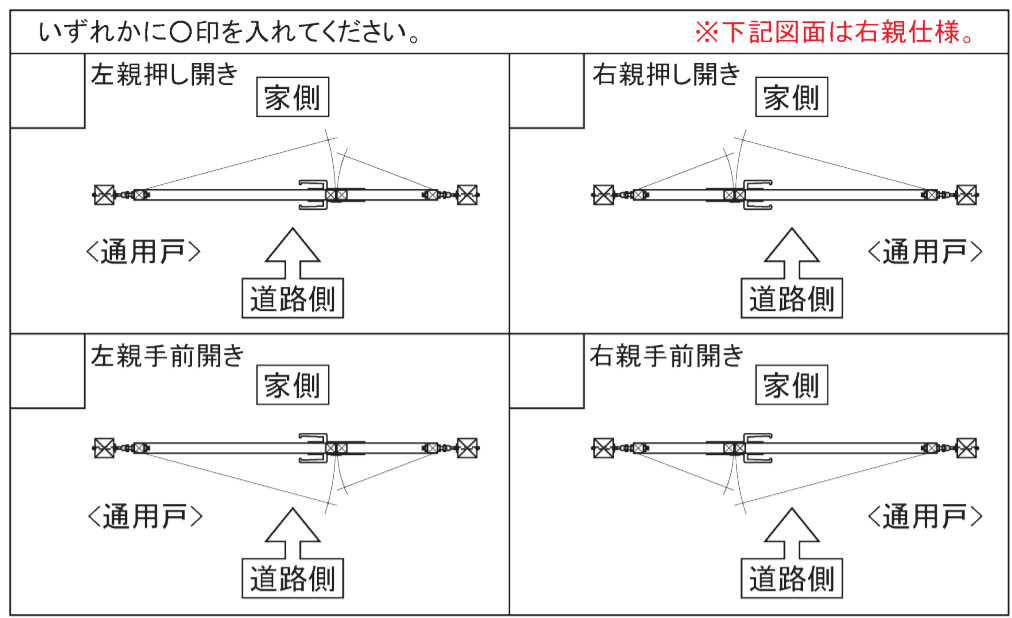 いずれかに〇印を入れてください。
※下記図面は右親仕様。
左親押し開き
家側
<通用戸>
道路側
右親押し開き
家側
<通用戸>
道路側
左親手前開き
家側
<通用戸>
道路側
右親手前開き
家側
<通用戸>
道路側